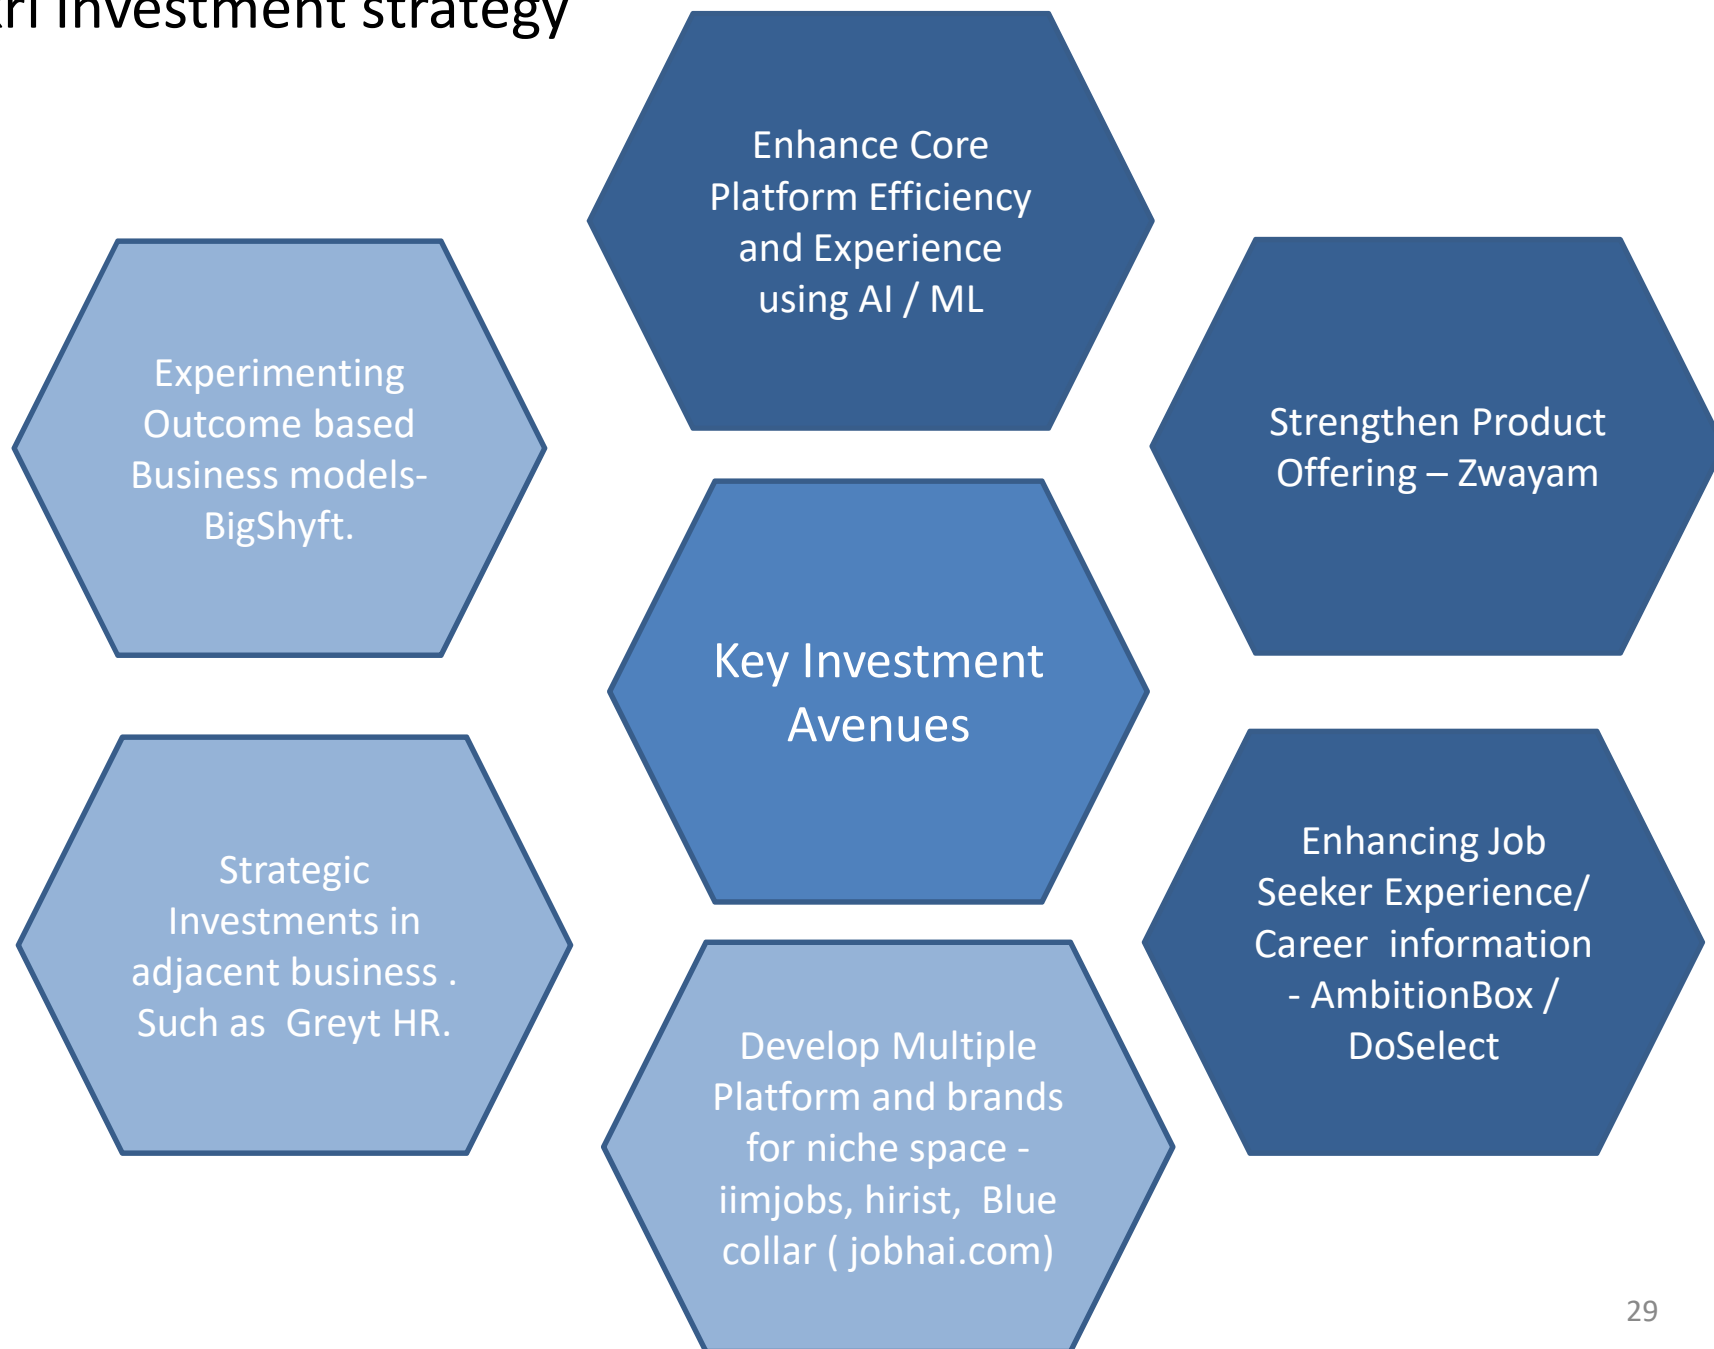 Investment strategy
Enhance Core
Platform Efficiency
and Experience
using AI / ML
Strengthen Product
Offering – Zwayam
Enhancing Job
Seeker Experience/
Career  information
- AmbitionBox /
DoSelect
Develop Multiple
Platform and brands
for niche space -
iimjobs, hirist,  Blue
collar ( jobhai.com)
Strategic
Investments in
adjacent business .
Such as  Greyt HR.
Experimenting
Outcome based
Business models-
BigShyft.
Key Investment
Avenues
29